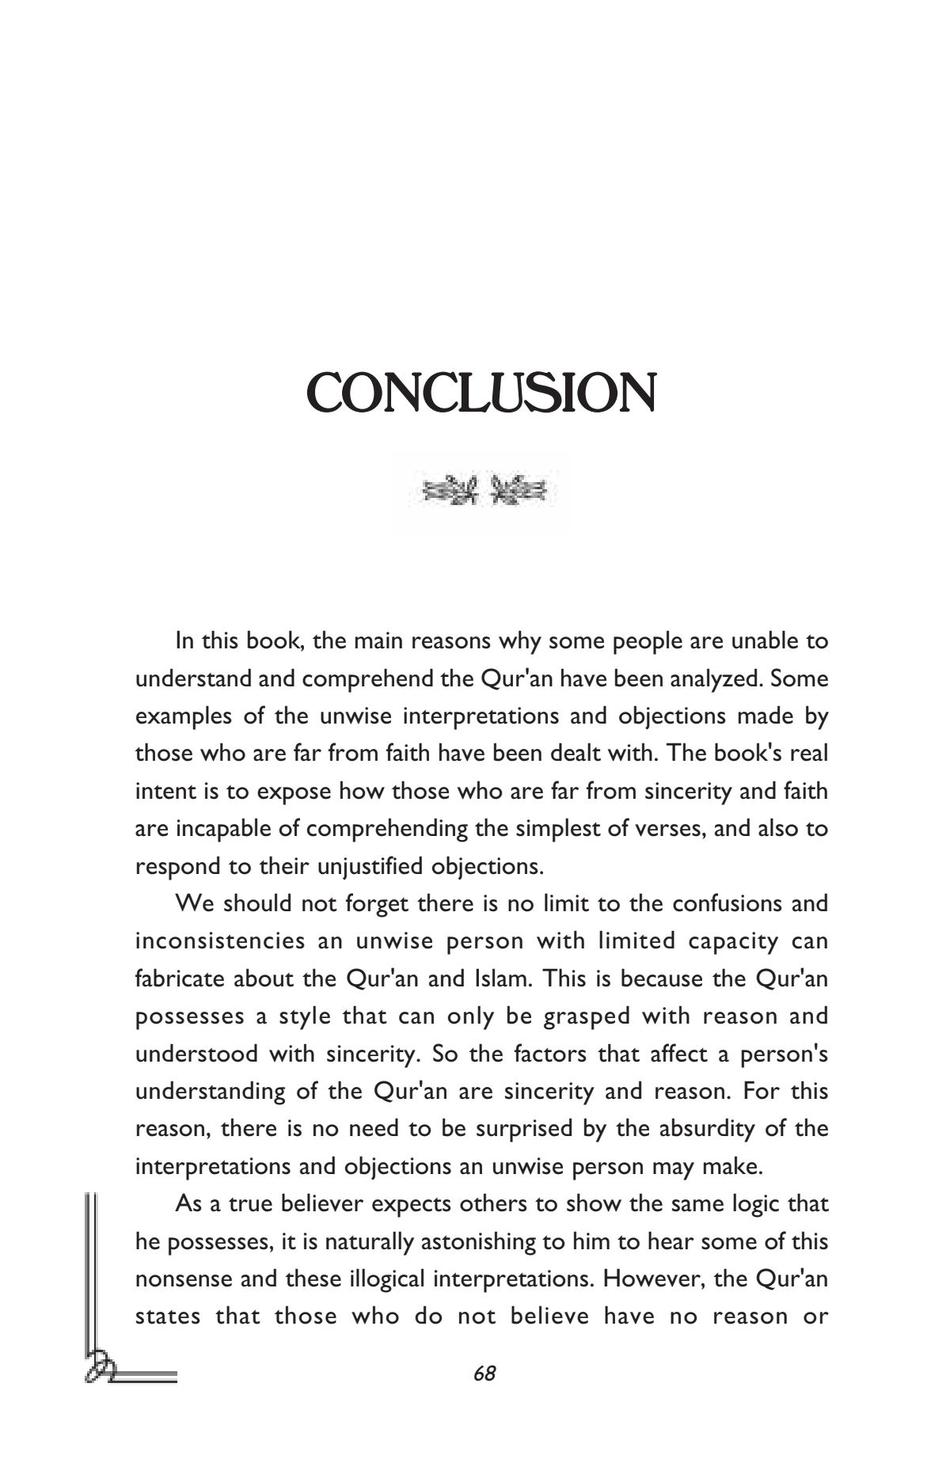 CONCLUSION
In this book, the main reasons why some people are unable to
understand and comprehend the Qur'an have been analyzed. Some
examples of the unwise interpretations and objections made by
those who are far from faith have been dealt with. The book's real
intent is to expose how those who are far from sincerity and faith
are incapable of comprehending the simplest of verses, and also to
respond to their unjustified objections.
We should not forget there is no limit to the confusions and
inconsistencies an unwise person with limited capacity can
fabricate about the Qur'an and Islam. This is because the Qur'an
possesses a style that can only be grasped with reason and
understood with sincerity. So the factors that affect a person's
understanding of the Qur'an are sincerity and reason. For this
reason, there is no need to be surprised by the absurdity of the
interpretations and objections an unwise person may make.
As a true believer expects others to show the same logic that
he possesses, it is naturally astonishing to him to hear some of this
nonsense and these illogical interpretations. However, the Qur'an
states that those who do not believe have no reason or
68